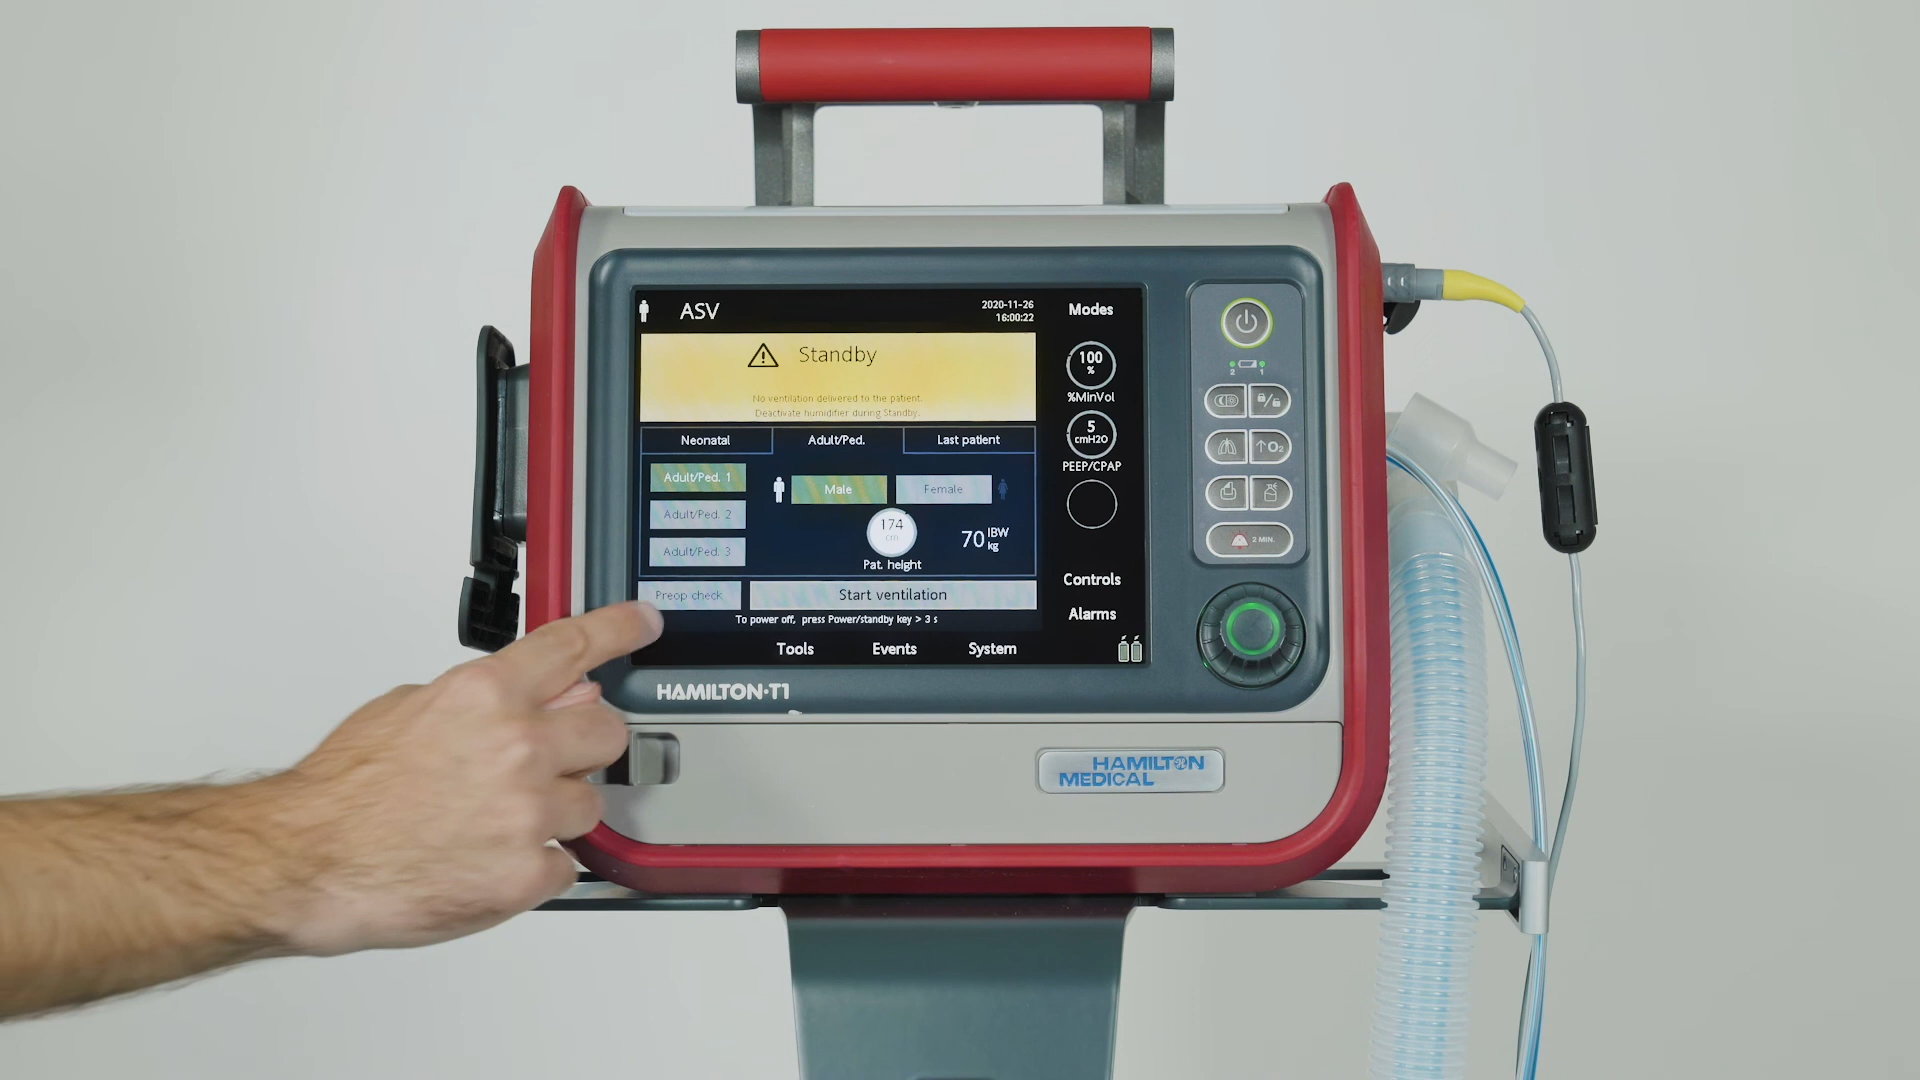 ASV
2020-11-26
16:00:22
Modes
Standby
No ventilation delivered to the patient.
Deactivate humidifier during Standby.
100
%
%MinVol
5
cmH2O
PEEP/CPAP
Neonatal
Adult/Ped.
Last patient
Adult/Ped. 1
Adult/Ped. 2
Adult/Ped. 3
Male
Female
174
cm
Pat. height
70 IBW
kg
Preop check
Start ventilation
To power off, press Power/standby key > 3 s
Controls
Alarms
Tools
Events
System
2
1
↑O2
2 MIN.
HAMILTON·T1
HAMILTON
MEDICAL